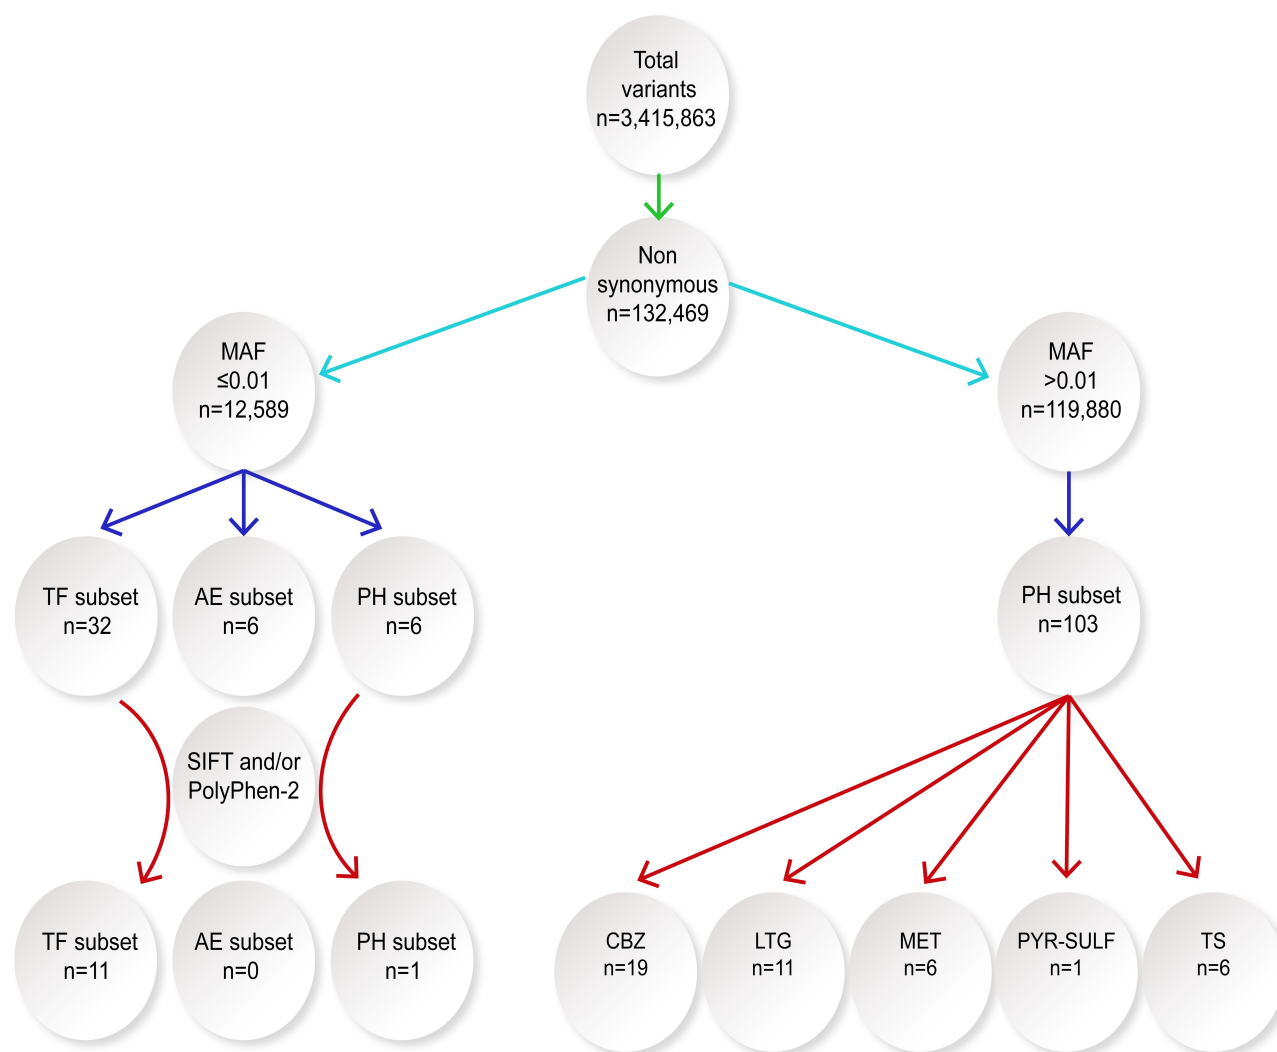 Total
variants
n=3,415,863
Non
synonymous
n=132,469
MAF
≤0.01
n=12,589
MAF
>0.01
n=119,880
TF subset
n=32
AE subset
n=6
PH subset
n=6
PH subset
n=103
SIFT and/or
PolyPhen-2
TF subset
n=11
AE subset
n=0
PH subset
n=1
CBZ
n=19
LTG
n=11
MET
n=6
PYR-SULF
n=1
TS
n=6